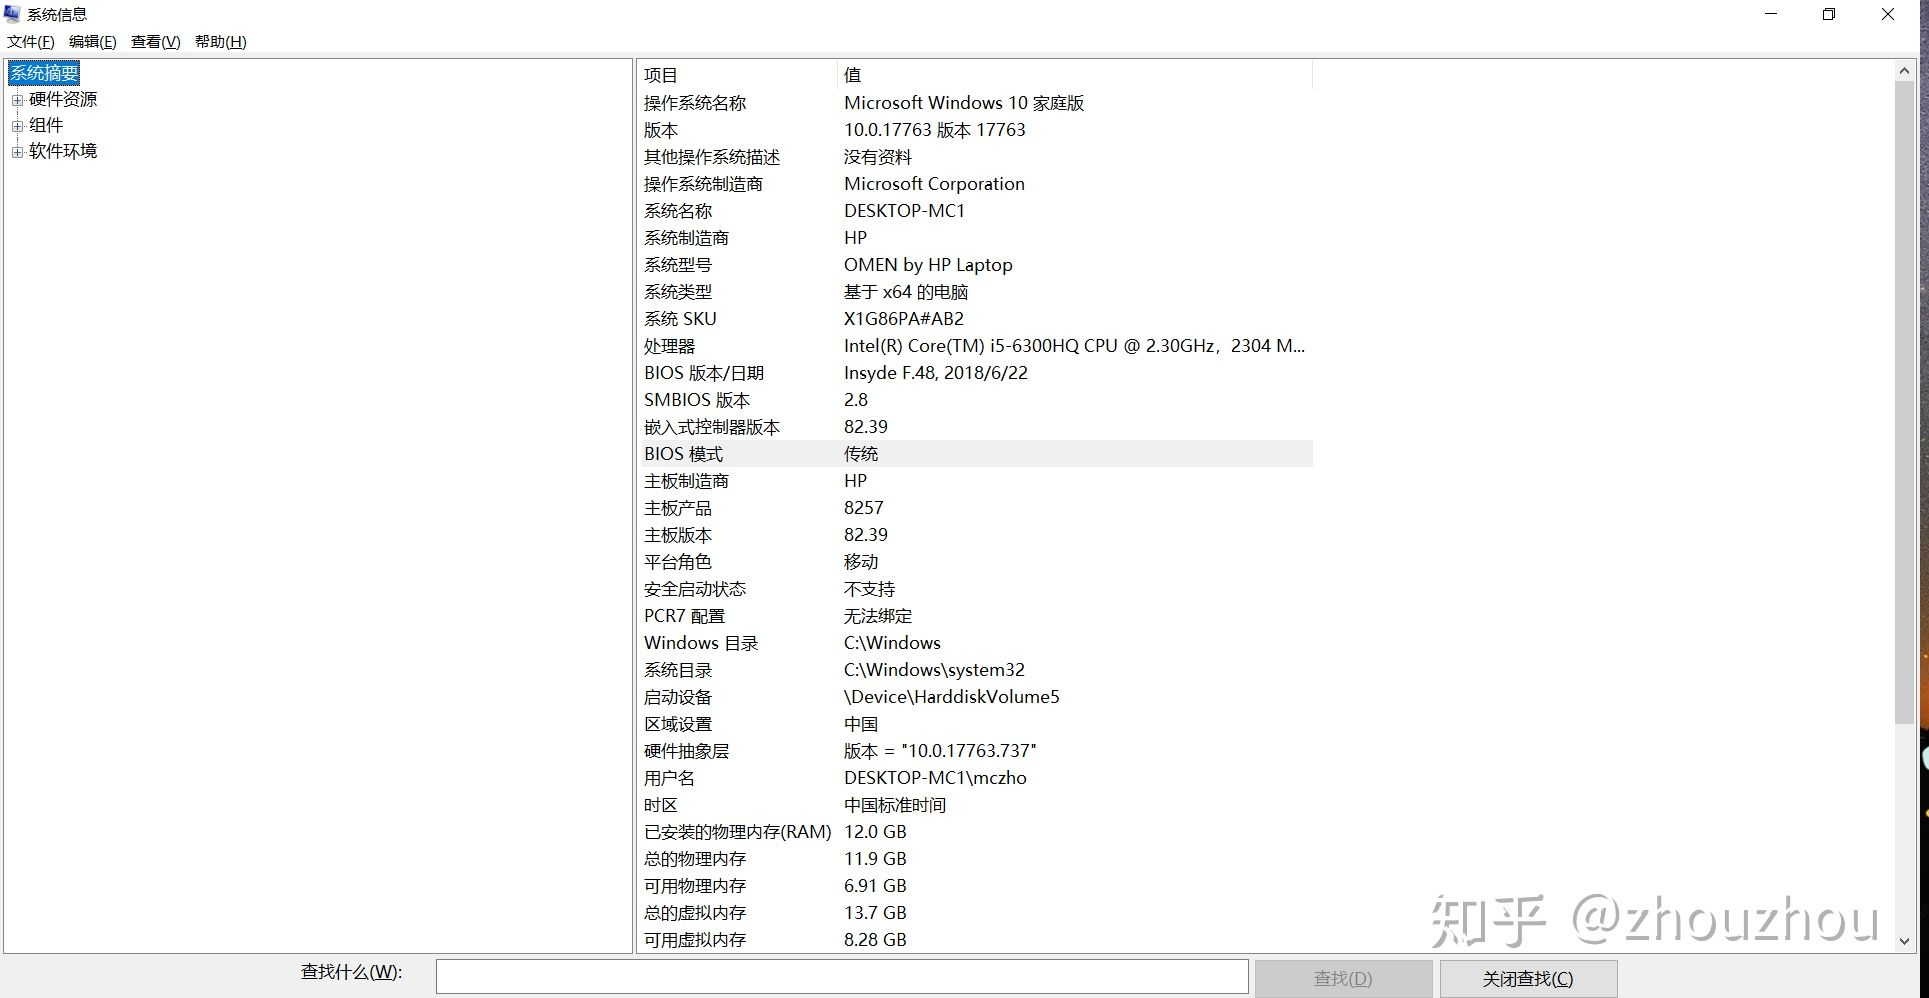 系统信息
文件(F) 编辑(E) 查看(V) 帮助(H)
系统摘要
硬件资源
组件
软件环境
项目 值
操作系统名称 Microsoft Windows 10 家庭版
版本 10.0.17763 版本 17763
其他操作系统描述 没有资料
操作系统制造商 Microsoft Corporation
系统名称 DESKTOP-MC1
系统制造商 HP
系统型号 OMEN by HP Laptop
系统类型 基于 x64 的电脑
系统 SKU X1G86PA#AB2
处理器 Intel(R) Core(TM) i5-6300HQ CPU @ 2.30GHz，2304 M...
BIOS 版本/日期 Insyde F.48, 2018/6/22
SMBIOS 版本 2.8
嵌入式控制器版本 82.39
BIOS 模式 传统
主板制造商 HP
主板产品 8257
主板版本 82.39
平台角色 移动
安全启动状态 不支持
PCR7 配置 无法绑定
Windows 目录 C:\Windows
系统目录 C:\Windows\system32
启动设备 \Device\HarddiskVolume5
区域设置 中国
硬件抽象层 版本 = "10.0.17763.737"
用户名 DESKTOP-MC1\mczho
时区 中国标准时间
已安装的物理内存(RAM) 12.0 GB
总的物理内存 11.9 GB
可用物理内存 6.91 GB
总的虚拟内存 13.7 GB
可用虚拟内存 8.28 GB
知乎 @zhouzhou
查找什么(W): 查找(D) 关闭查找(C)